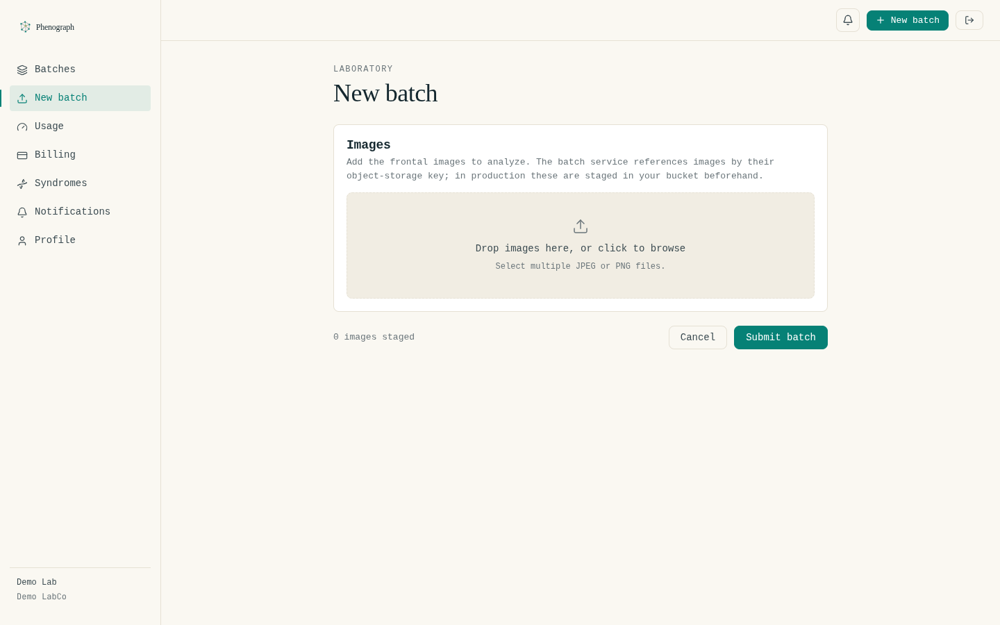 Phenograph
New batch
Batches
New batch
Usage
Billing
Syndromes
Notifications
Profile
LABORATORY
New batch
Images
Add the frontal images to analyze. The batch service references images by their
object-storage key; in production these are staged in your bucket beforehand.
Drop images here, or click to browse
Select multiple JPEG or PNG files.
0 images staged
Cancel
Submit batch
Demo Lab
Demo LabCo